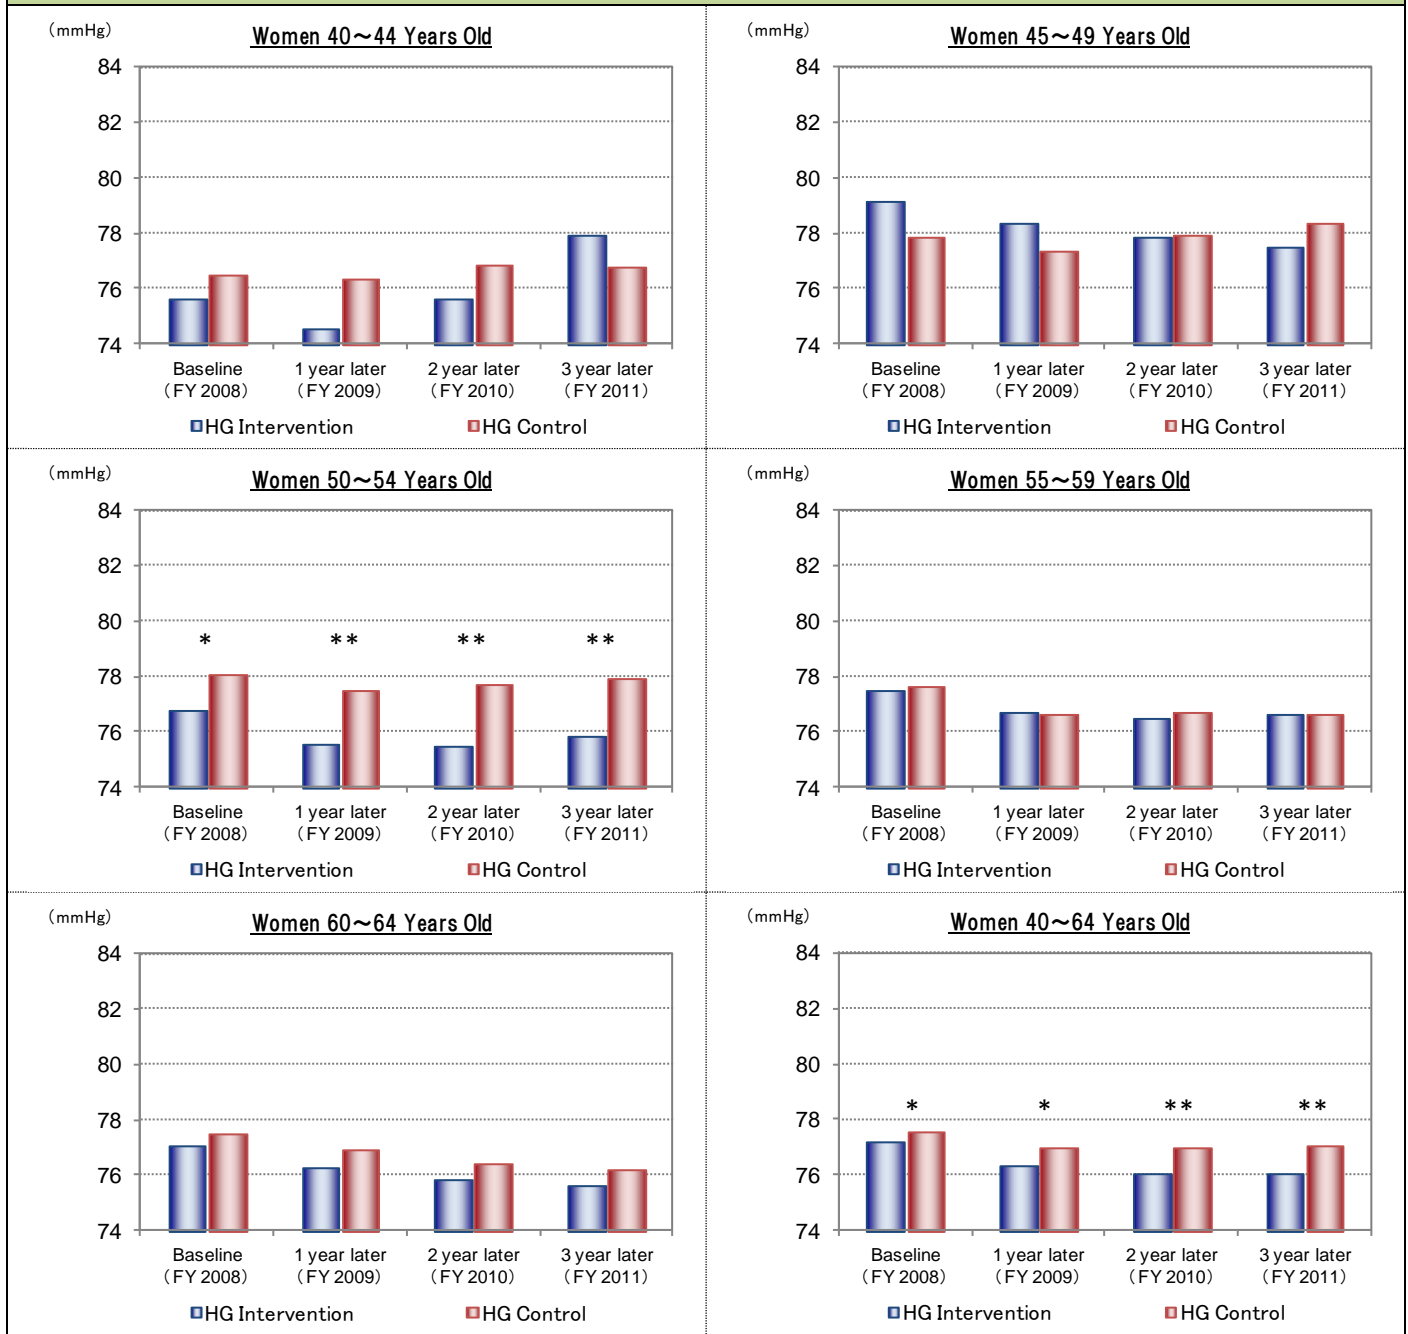 （mmHg）
Women 40～44 Years Old
84
82
80
78
76
74
Baseline
（FY 2008）
1 year later
（FY 2009）
2 year later
（FY 2010）
3 year later
（FY 2011）
HG Intervention
HG Control
（mmHg）
Women 45～49 Years Old
84
82
80
78
76
74
Baseline
（FY 2008）
1 year later
（FY 2009）
2 year later
（FY 2010）
3 year later
（FY 2011）
HG Intervention
HG Control
（mmHg）
Women 50～54 Years Old
84
82
80
78
76
74
*
**
**
**
Baseline
（FY 2008）
1 year later
（FY 2009）
2 year later
（FY 2010）
3 year later
（FY 2011）
HG Intervention
HG Control
（mmHg）
Women 55～59 Years Old
84
82
80
78
76
74
Baseline
（FY 2008）
1 year later
（FY 2009）
2 year later
（FY 2010）
3 year later
（FY 2011）
HG Intervention
HG Control
（mmHg）
Women 60～64 Years Old
84
82
80
78
76
74
Baseline
（FY 2008）
1 year later
（FY 2009）
2 year later
（FY 2010）
3 year later
（FY 2011）
HG Intervention
HG Control
（mmHg）
Women 40～64 Years Old
84
82
80
78
76
74
*
*
**
**
Baseline
（FY 2008）
1 year later
（FY 2009）
2 year later
（FY 2010）
3 year later
（FY 2011）
HG Intervention
HG Control